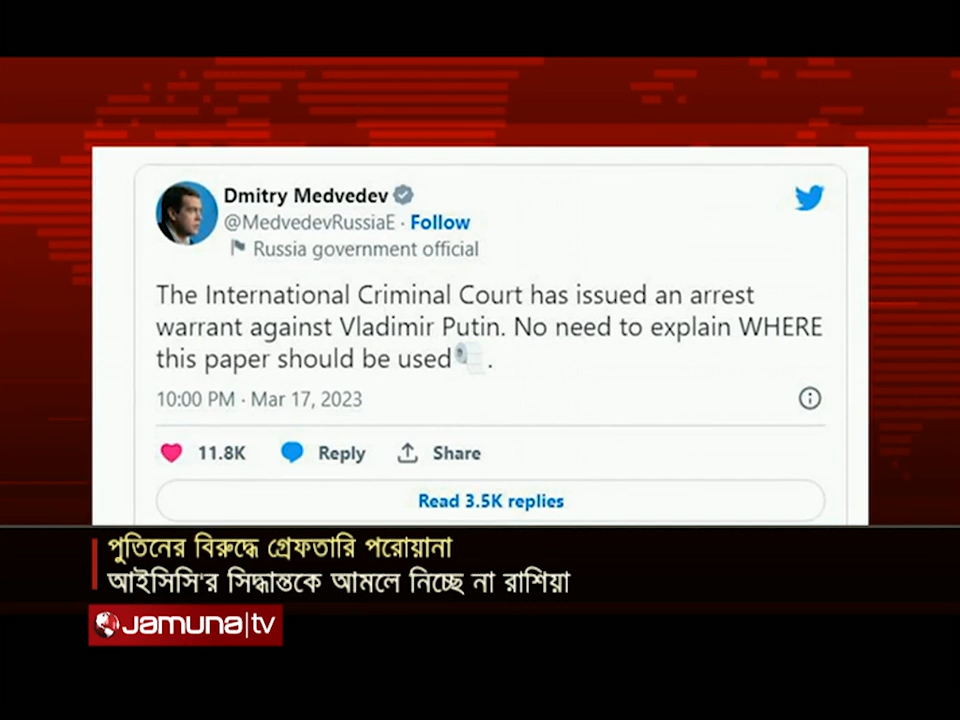 Dmitry Medvedev
@MedvedevRussiaE · Follow
Russia government official
The International Criminal Court has issued an arrest
warrant against Vladimir Putin. No need to explain WHERE
this paper should be used🧻.
10:00 PM · Mar 17, 2023
11.8K Reply Share
Read 3.5K replies
পুতিনের বিরুদ্ধে গ্রেফতারি পরোয়ানা
আইসিসি'র সিদ্ধান্তকে আমলে নিচ্ছে না রাশিয়া
Jamuna|tv